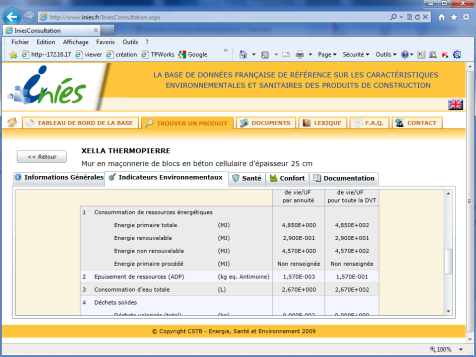 http://www.inies.fr/IniesConsultation.aspx
IniesConsultation
Fichier Edition Affichage Favoris Outils ?
http--172.16.17 viewer création TPWorks Google Page Sécurité Outils
Inies
LA BASE DE DONNÉES FRANÇAISE DE RÉFÉRENCE SUR LES CARACTÉRISTIQUES
ENVIRONNEMENTALES ET SANITAIRES DES PRODUITS DE CONSTRUCTION
TABLEAU DE BORD DE LA BASE TROUVER UN PRODUIT DOCUMENTS LEXIQUE F.A.Q. CONTACT
<< Retour
XELLA THERMOPIERRE
Mur en maçonnerie de blocs en béton cellulaire d'épaisseur 25 cm
Informations Générales Indicateurs Environnementaux Santé Confort Documentation
de vie/UF par annuité de vie/UF pour toute la DVT
1 Consommation de ressources énergétiques
Energie primaire totale (MJ) 4,850E+000 4,850E+002
Energie renouvelable (MJ) 2,900E-001 2,900E+001
Energie non renouvelable (MJ) 4,570E+000 4,570E+002
Energie primaire procédé (MJ) Non renseignée Non renseignée
2 Epuisement de ressources (ADP) (kg eq. Antimoine) 1,570E-003 1,570E-001
3 Consommation d'eau totale (L) 2,670E+000 2,670E+002
4 Déchets solides
Déchets valorisés (total)
© Copyright CSTB - Energie, Santé et Environnement 2009
100%